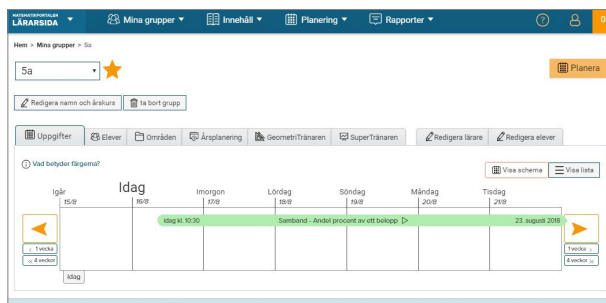 MATEMATIKPORTALEN
LÄRARSIDA
Mina grupper
Innehåll
Planering
Rapporter
Hem > Mina grupper > 5a
5a
Planera
Redigera namn och årskurs
ta bort grupp
Uppgifter
Elever
Områden
Årsplanering
GeometriTränaren
SuperTränaren
Redigera lärare
Redigera elever
Vad betyder färgerna?
Visa schema
Visa lista
Igår
Idag
Imorgon
Lördag
Söndag
Måndag
Tisdag
15/8
16/8
17/8
18/8
19/8
20/8
21/8
idag kl. 10:30
Samband - Andel procent av ett belopp
23. augusti 2018
‹ 1 vecka
1 vecka ›
« 4 veckor
4 veckor »
Idag